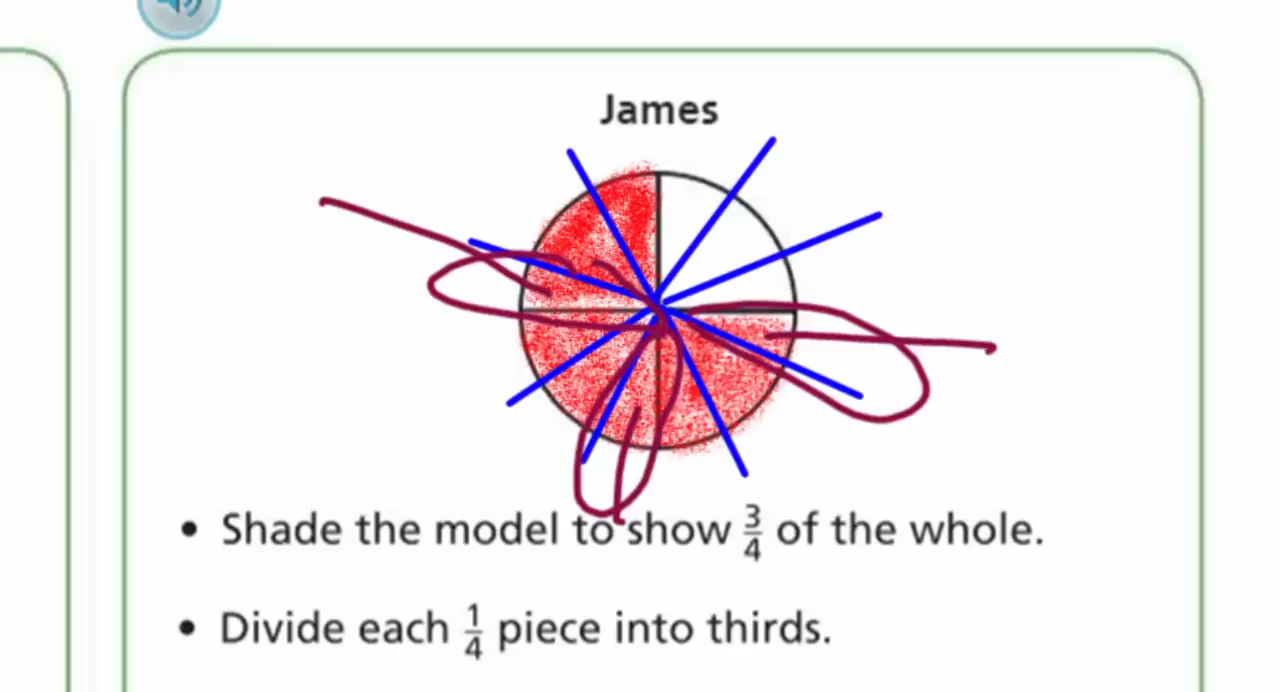 James
• Shade the model to show 3/4 of the whole.
• Divide each 1/4 piece into thirds.